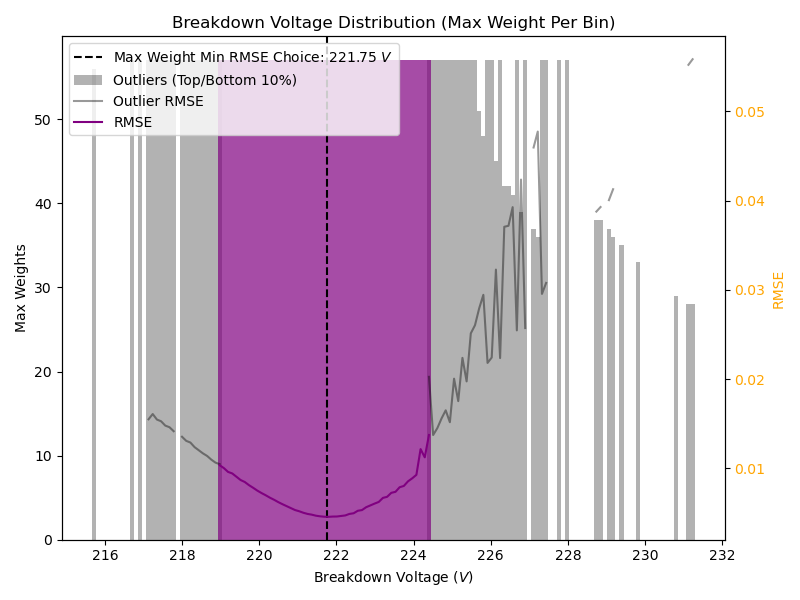 Breakdown Voltage Distribution (Max Weight Per Bin)
Max Weight Min RMSE Choice: 221.75 V
Outliers (Top/Bottom 10%)
Outlier RMSE
RMSE
Max Weights
0
10
20
30
40
50
RMSE
0.05
0.04
0.03
0.02
0.01
216 218 220 222 224 226 228 230 232
Breakdown Voltage (V)